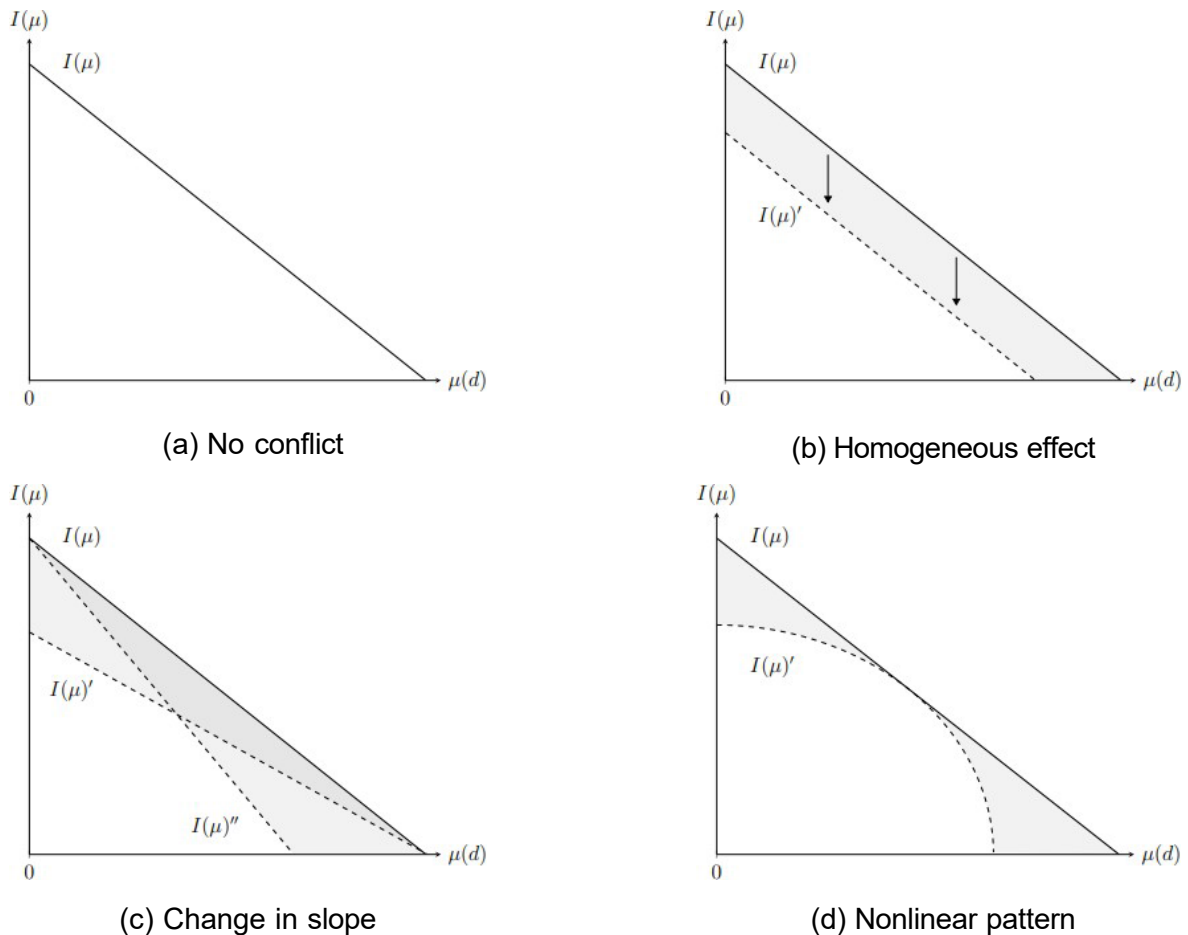 I(μ)
I(μ)
0
μ(d)
(a) No conflict
I(μ)
I(μ)
I(μ)′
0
μ(d)
(b) Homogeneous effect
I(μ)
I(μ)
I(μ)′
I(μ)″
0
μ(d)
(c) Change in slope
I(μ)
I(μ)
I(μ)′
0
μ(d)
(d) Nonlinear pattern